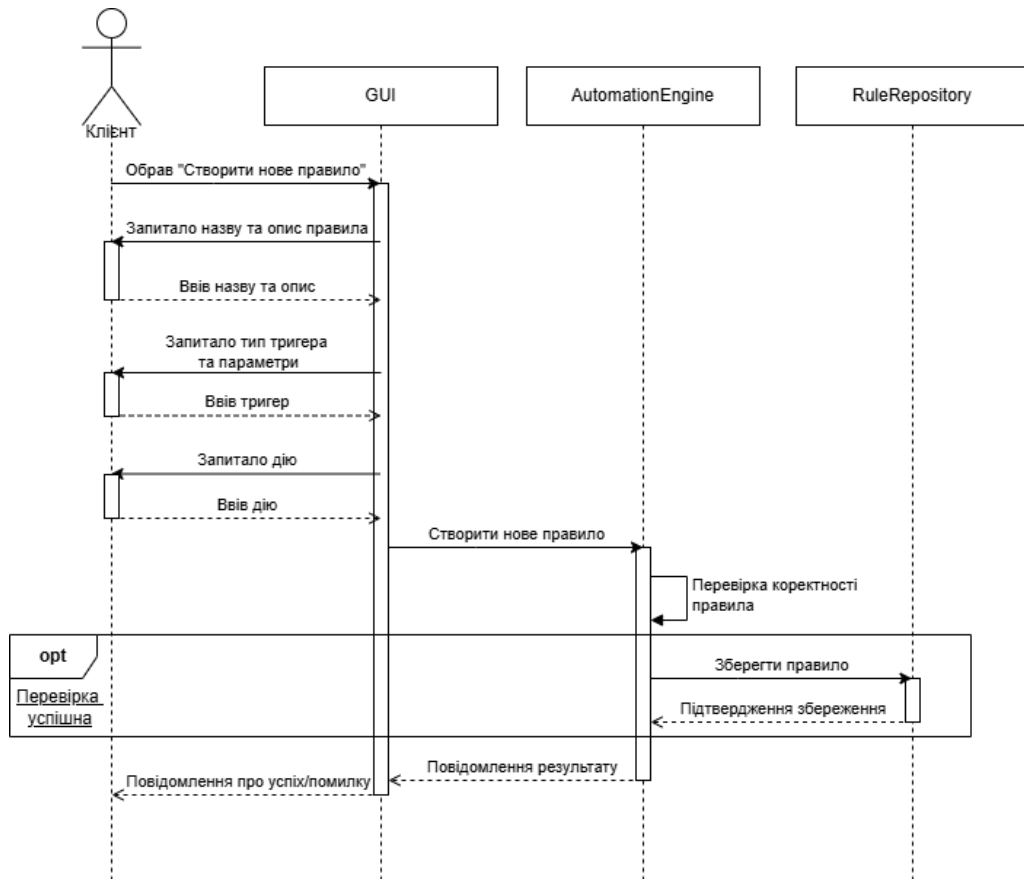 Клієнт
GUI
AutomationEngine
RuleRepository
Обрав "Створити нове правило"
Запитало назву та опис правила
Ввів назву та опис
Запитало тип тригера
та параметри
Ввів тригер
Запитало дію
Ввів дію
Створити нове правило
Перевірка коректності
правила
opt
Перевірка
успішна
Зберегти правило
Підтвердження збереження
Повідомлення результату
Повідомлення про успіх/помилку